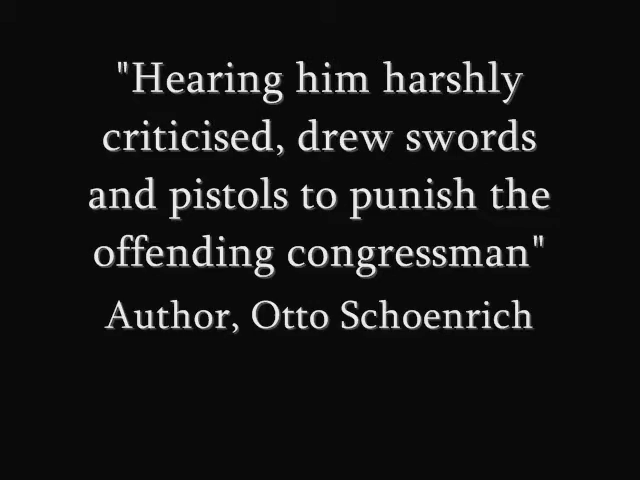 "Hearing him harshly
criticised, drew swords
and pistols to punish the
offending congressman"
Author, Otto Schoenrich